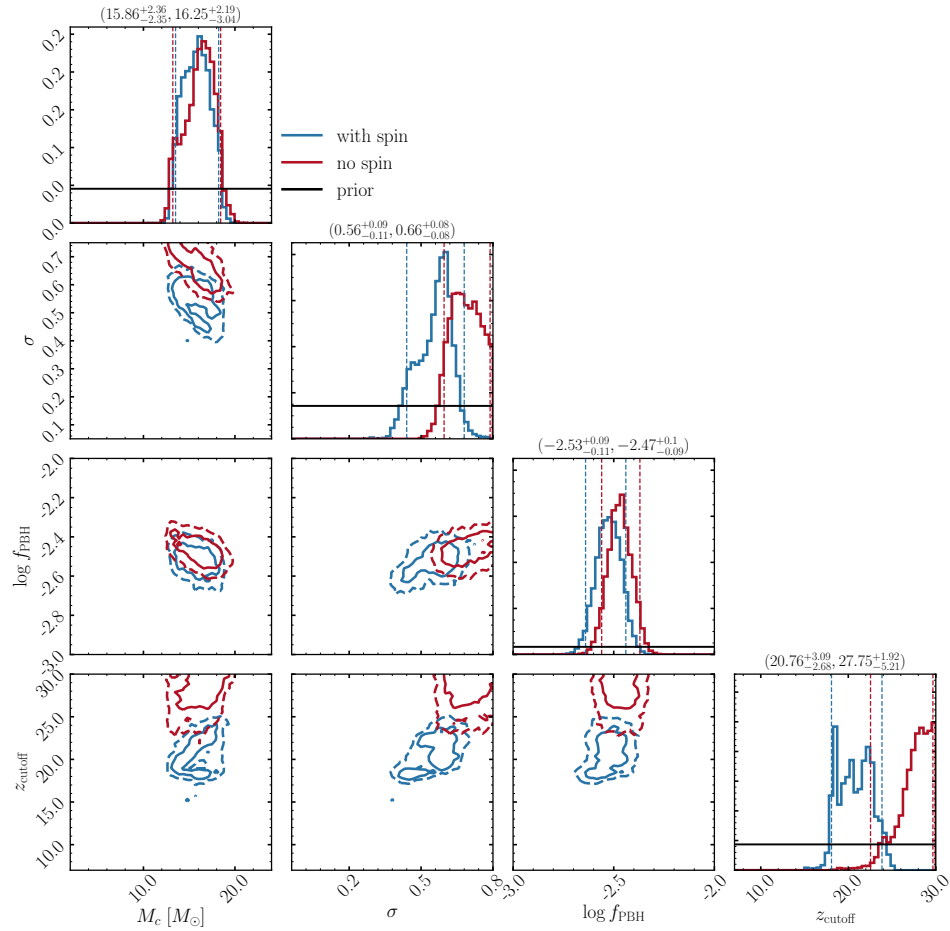 (15.86^{+2.36}_{-2.35}, 16.25^{+2.19}_{-3.04})
0.2
0.2
0.1
0.0
0.0
with spin
no spin
prior
(0.56^{+0.09}_{-0.11}, 0.66^{+0.08}_{-0.08})
σ
0.7
0.6
0.5
0.4
0.3
0.2
0.1
(−2.53^{+0.09}_{-0.11}, −2.47^{+0.1}_{-0.09})
log f_PBH
-2.0
-2.2
-2.4
-2.6
-2.8
-3.0
(20.76^{+3.09}_{-2.68}, 27.75^{+1.92}_{-5.21})
z_cutoff
30.0
25.0
20.0
15.0
10.0
10.0 20.0
0.2 0.5 0.8
-3.0 -2.5 -2.0
10.0 20.0 30.0
M_c [M_⊙]
σ
log f_PBH
z_cutoff